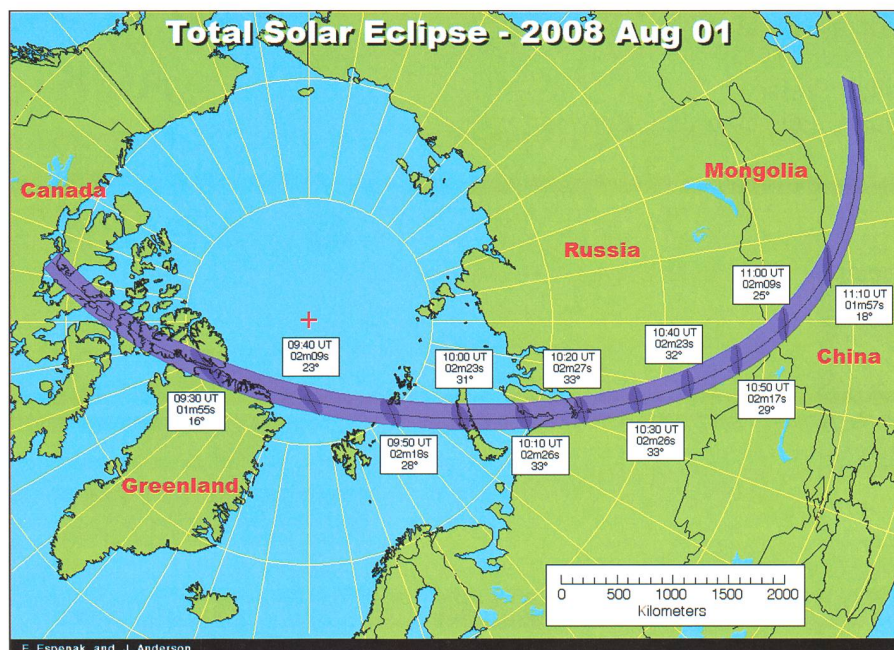 Total Solar Eclipse - 2008 Aug 01
Canada
Mongolia
Russia
China
Greenland
09:30 UT
01m55s
16°
09:40 UT
02m09s
23°
09:50 UT
02m18s
28°
10:00 UT
02m23s
31°
10:10 UT
02m26s
33°
10:20 UT
02m27s
33°
10:30 UT
02m26s
33°
10:40 UT
02m23s
32°
10:50 UT
02m17s
29°
11:00 UT
02m09s
25°
11:10 UT
01m57s
18°
0 500 1000 1500 2000
Kilometers
F. Espenak and J. Anderson